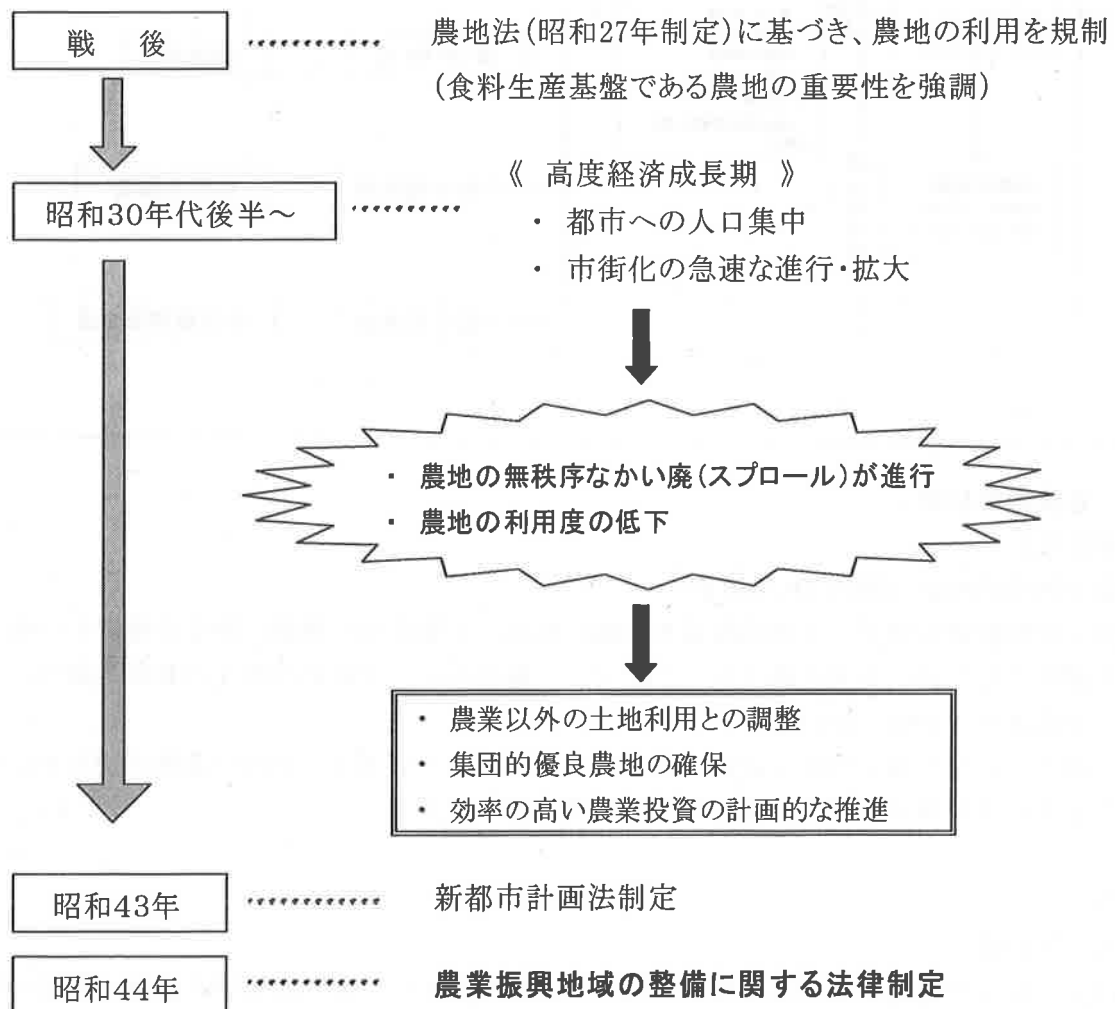 戦　後
農地法(昭和27年制定)に基づき、農地の利用を規制
(食料生産基盤である農地の重要性を強調)
昭和30年代後半～
《 高度経済成長期 》
・ 都市への人口集中
・ 市街化の急速な進行・拡大
・ 農地の無秩序なかい廃(スプロール)が進行
・ 農地の利用度の低下
・ 農業以外の土地利用との調整
・ 集団的優良農地の確保
・ 効率の高い農業投資の計画的な推進
昭和43年
新都市計画法制定
昭和44年
農業振興地域の整備に関する法律制定